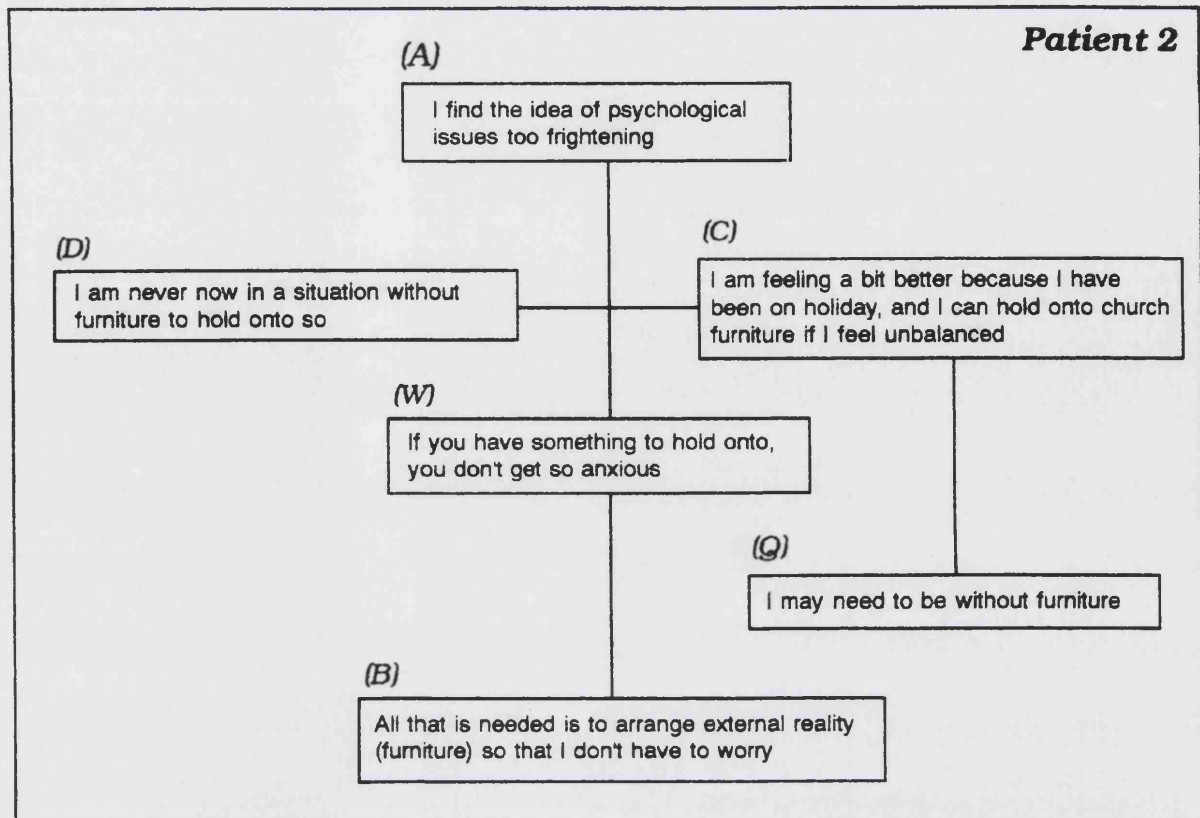 Patient 2
(A)
I find the idea of psychological
issues too frightening
(D)
I am never now in a situation without
furniture to hold onto so
(C)
I am feeling a bit better because I have
been on holiday, and I can hold onto church
furniture if I feel unbalanced
(W)
If you have something to hold onto,
you don't get so anxious
(Q)
I may need to be without furniture
(B)
All that is needed is to arrange external reality
(furniture) so that I don't have to worry